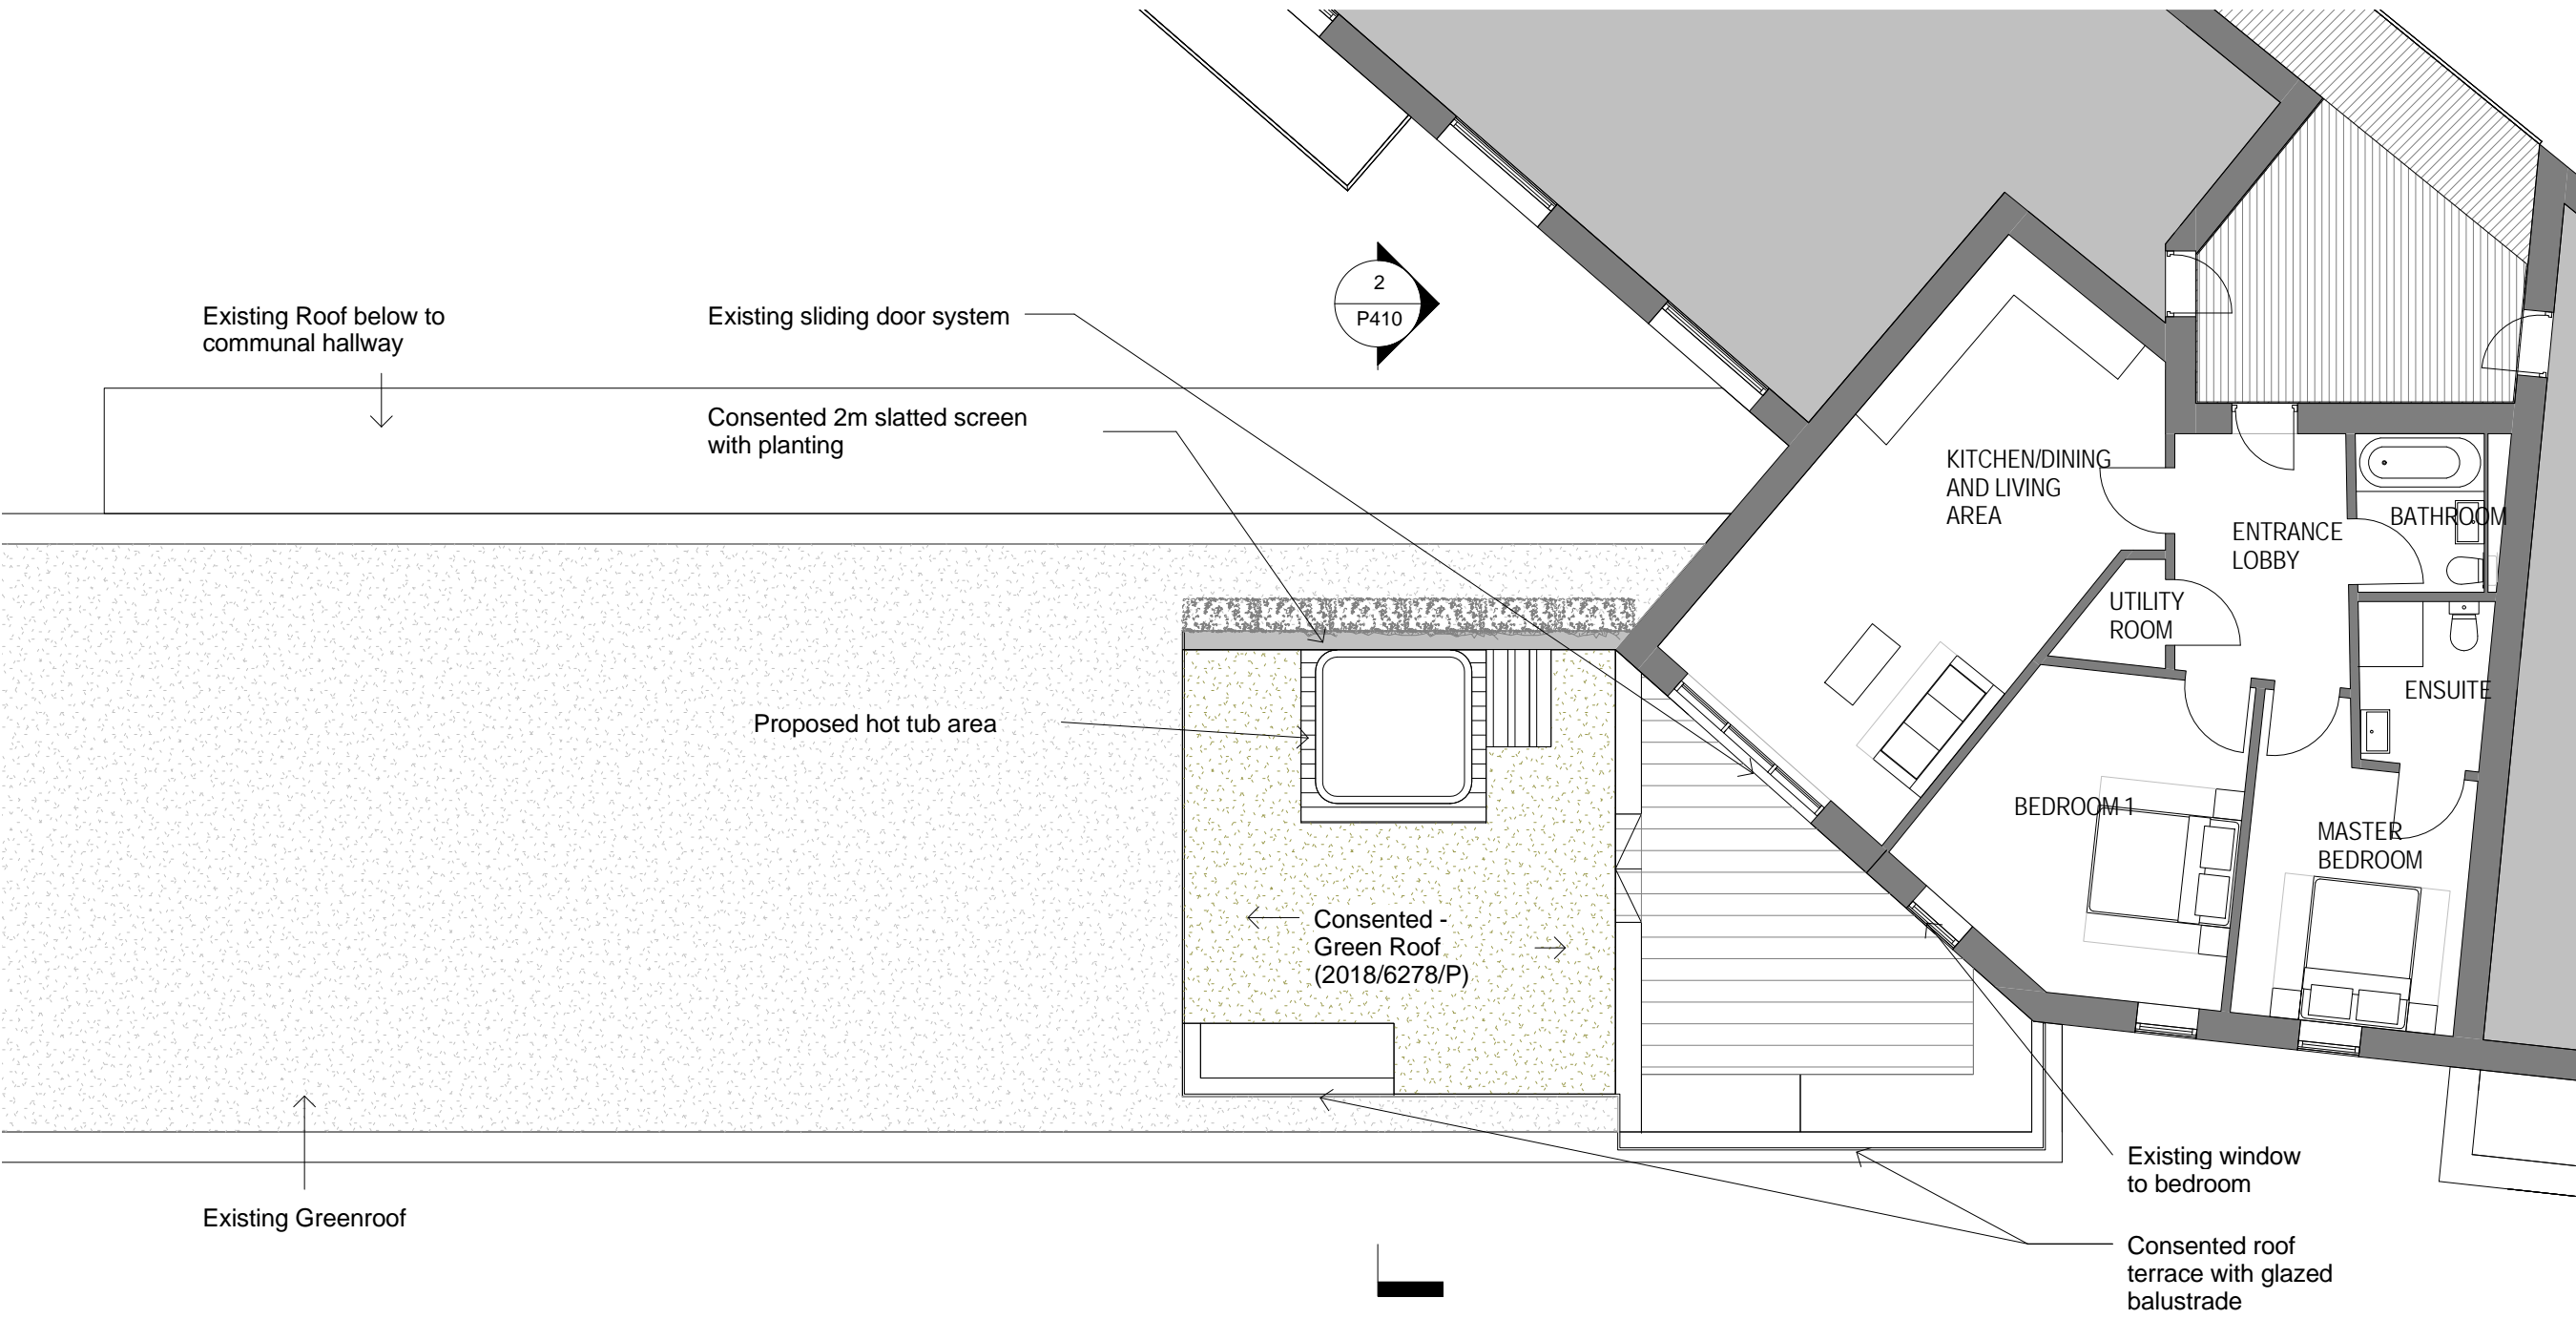 2
P410
Existing Roof below to
communal hallway
Existing sliding door system
Consented 2m slatted screen
with planting
KITCHEN/DINING
AND LIVING
AREA
ENTRANCE
LOBBY
BATHROOM
UTILITY
ROOM
ENSUITE
Proposed hot tub area
BEDROOM 1
MASTER
BEDROOM
Consented -
Green Roof
(2018/6278/P)
Existing window
to bedroom
Existing Greenroof
Consented roof
terrace with glazed
balustrade